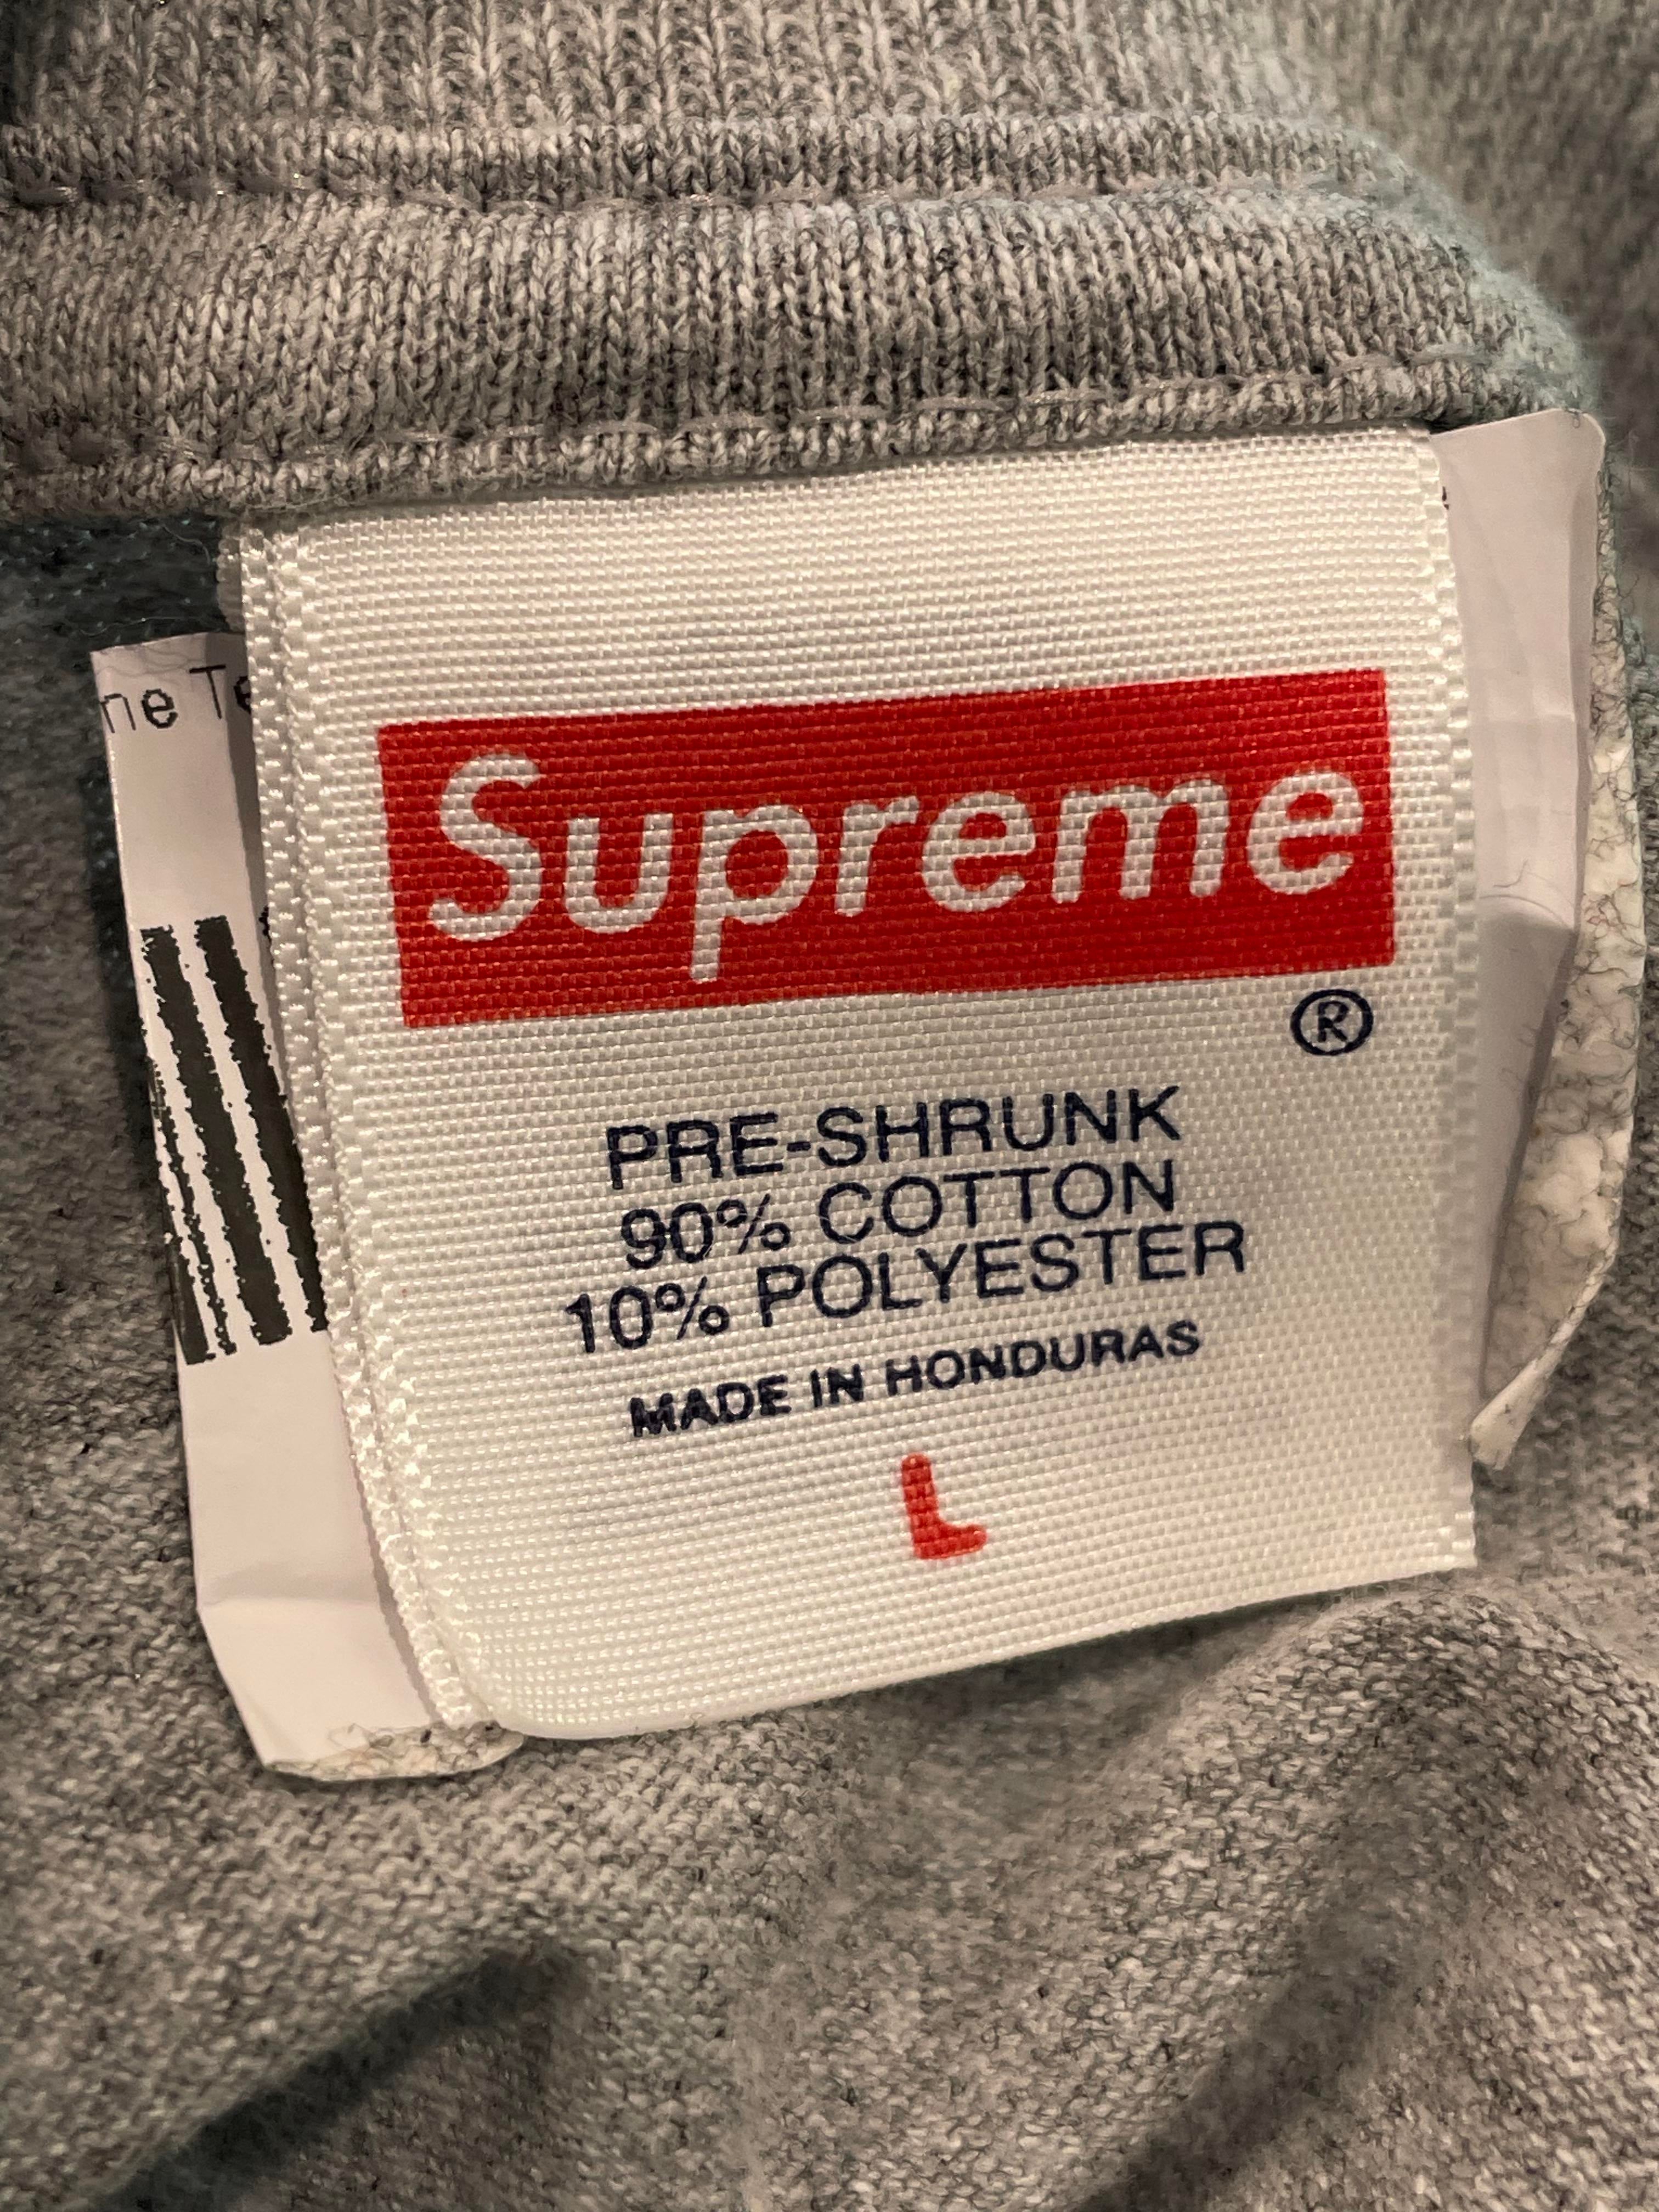 Supreme
®
PRE-SHRUNK
90% COTTON
10% POLYESTER
MADE IN HONDURAS
L